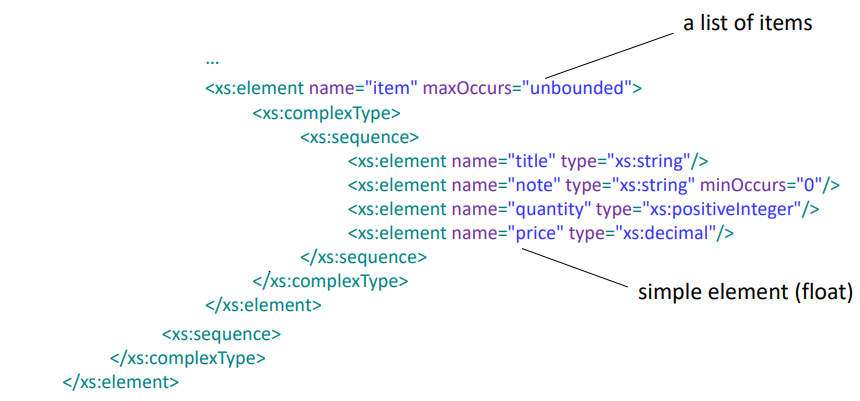 a list of items
...
<xs:element name="item" maxOccurs="unbounded">
<xs:complexType>
<xs:sequence>
<xs:element name="title" type="xs:string"/>
<xs:element name="note" type="xs:string" minOccurs="0"/>
<xs:element name="quantity" type="xs:positiveInteger"/>
<xs:element name="price" type="xs:decimal"/>
</xs:sequence>
</xs:complexType>
simple element (float)
</xs:element>
<xs:sequence>
</xs:complexType>
</xs:element>